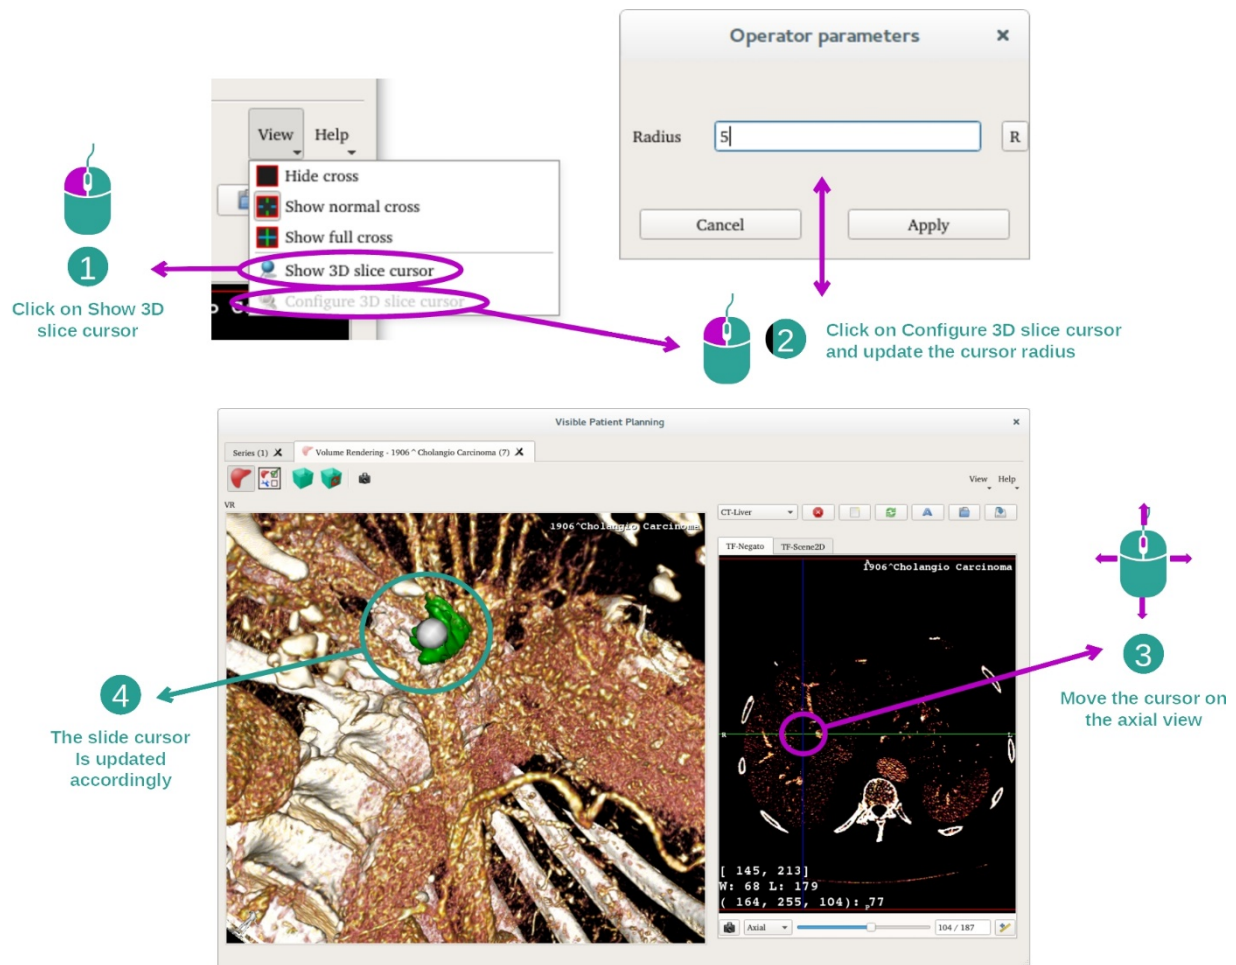 Operator parameters
Radius
5
R
Cancel
Apply
View
Help
Hide cross
Show normal cross
Show full cross
Show 3D slice cursor
Configure 3D slice cursor
1
Click on Show 3D
slice cursor
2
Click on Configure 3D slice cursor
and update the cursor radius
Visible Patient Planning
Series (1)
Volume Rendering - 1906 ^ Cholangio Carcinoma (7)
View
Help
VR
1906^Cholangio Carcinoma
CT-Liver
A
TF-Negato
TF-Scene2D
1906^Cholangio Carcinoma
R
L
[ 145, 213]
W: 68 L: 179
( 164, 255, 104): 77
P
Axial
104 / 187
3
Move the cursor on
the axial view
4
The slide cursor
Is updated
accordingly